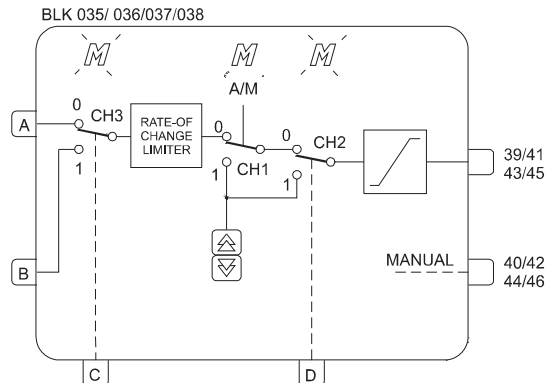 BLK 035/ 036/037/038
M M M
A/M
A
0
CH3
1
RATE-OF
CHANGE
LIMITER
0
1
CH1
0
CH2
1
39/41
43/45
B
MANUAL
40/42
44/46
C
D